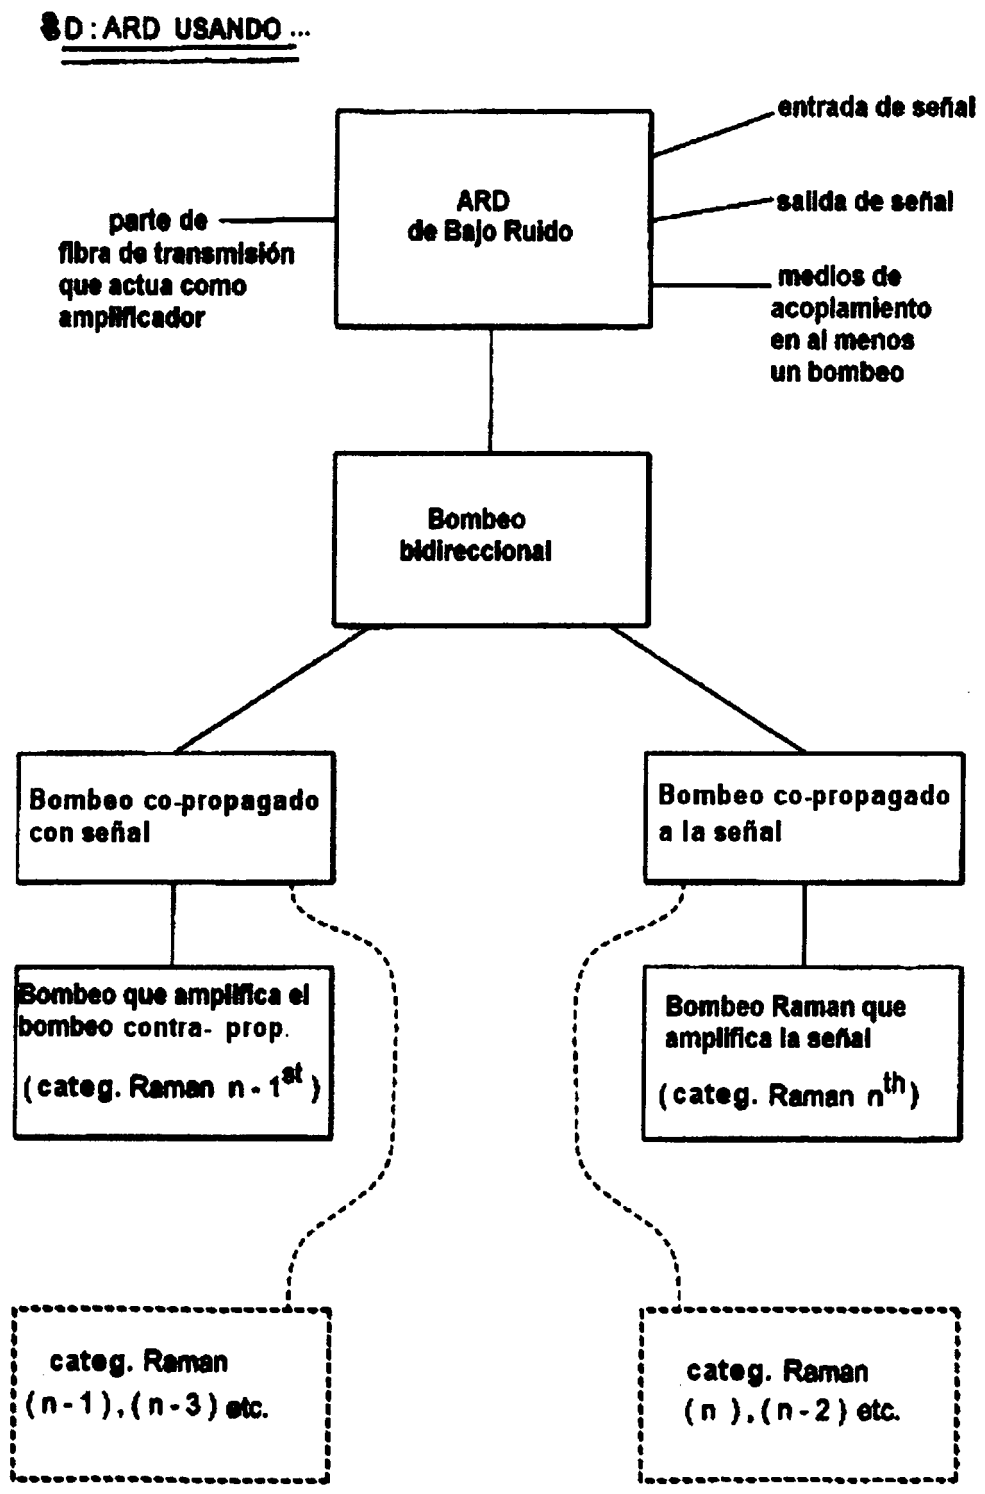 8D: ARD USANDO ...
entrada de señal
ARD
de Bajo Ruido
salida de señal
parte de
fibra de transmisión
que actua como
amplificador
medios de
acoplamiento
en al menos
un bombeo
Bombeo
bidireccional
Bombeo co-propagado
con señal
Bombeo co-propagado
a la señal
Bombeo que amplifica el
bombeo contra- prop.
(categ. Raman n - 1st)
Bombeo Raman que
amplifica la señal
(categ. Raman nth)
categ. Raman
(n - 1), (n - 3) etc.
categ. Raman
(n ), (n - 2) etc.